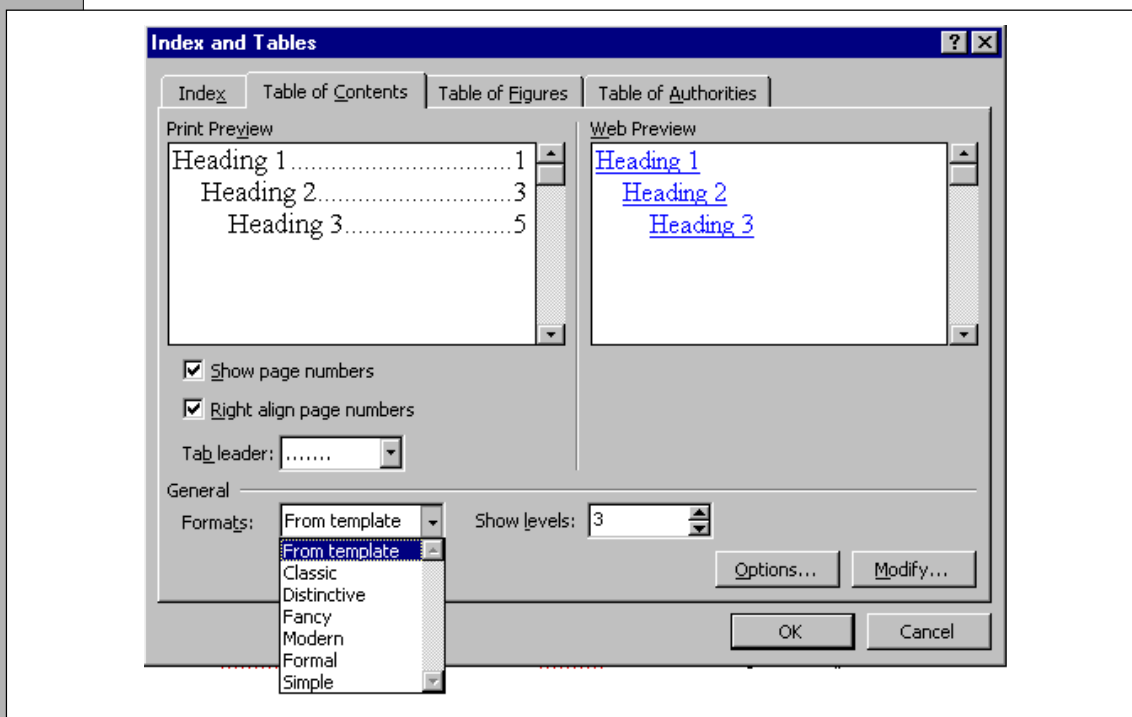 Index and Tables
Index Table of Contents Table of Figures Table of Authorities
Print Preview
Heading 1................................1
Heading 2............................3
Heading 3........................5
Web Preview
Heading 1
Heading 2
Heading 3
Show page numbers
Right align page numbers
Tab leader: .......
General
Formats: From template Show levels: 3
From template
Classic
Distinctive
Fancy
Modern
Formal
Simple
Options... Modify...
OK Cancel